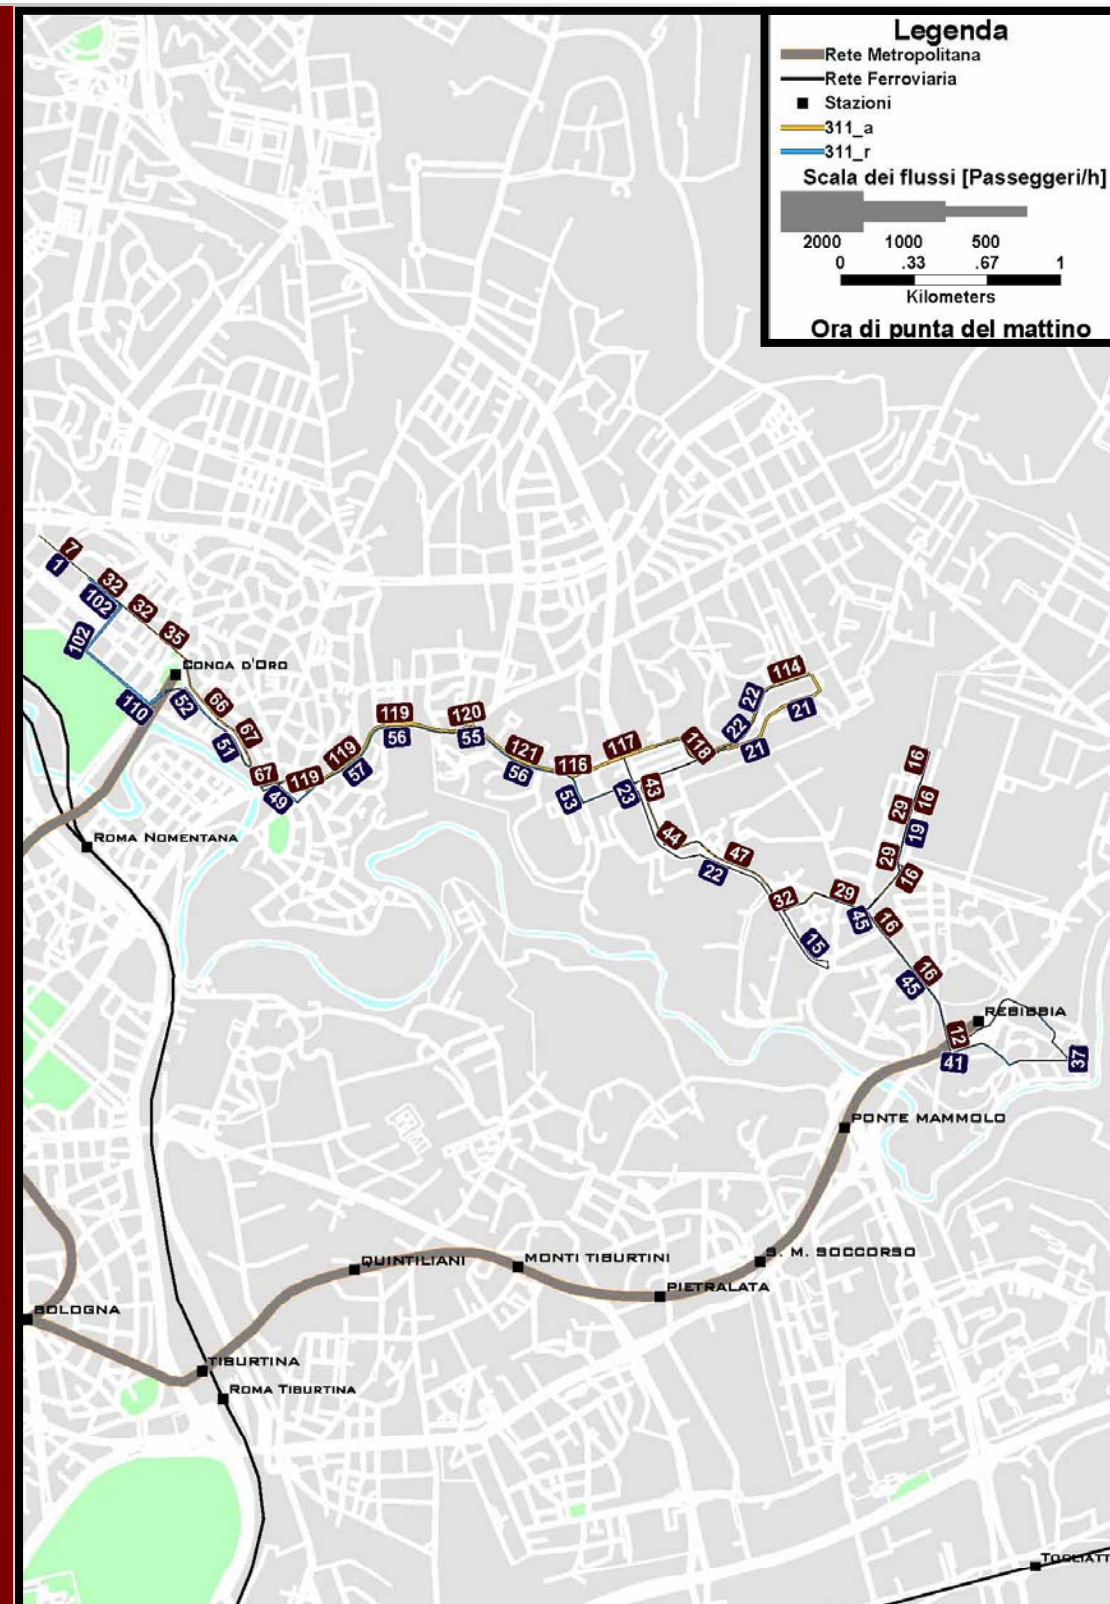 Legenda
Rete Metropolitana
Rete Ferroviaria
Stazioni
311_a
311_r
Scala dei flussi [Passeggeri/h]
2000 1000 500
0 .33 .67 1
Kilometers
Ora di punta del mattino
7
1
32
102
32
102
35
CONCA D'ORO
110
52
66
51
67
67
49
119
119
57
119
56
120
55
121
56
116
53
117
23
43
118
22
22
114
21
21
44
22
47
32
15
29
45
16
29
16
29
19
16
16
16
45
12
41
REBIBBIA
37
ROMA NOMENTANA
PONTE MAMMOLO
S. M. SOCCORSO
PIETRALATA
MONTI TIBURTINI
QUINTILIANI
BOLOGNA
TIBURTINA
ROMA TIBURTINA
TOGLIATT